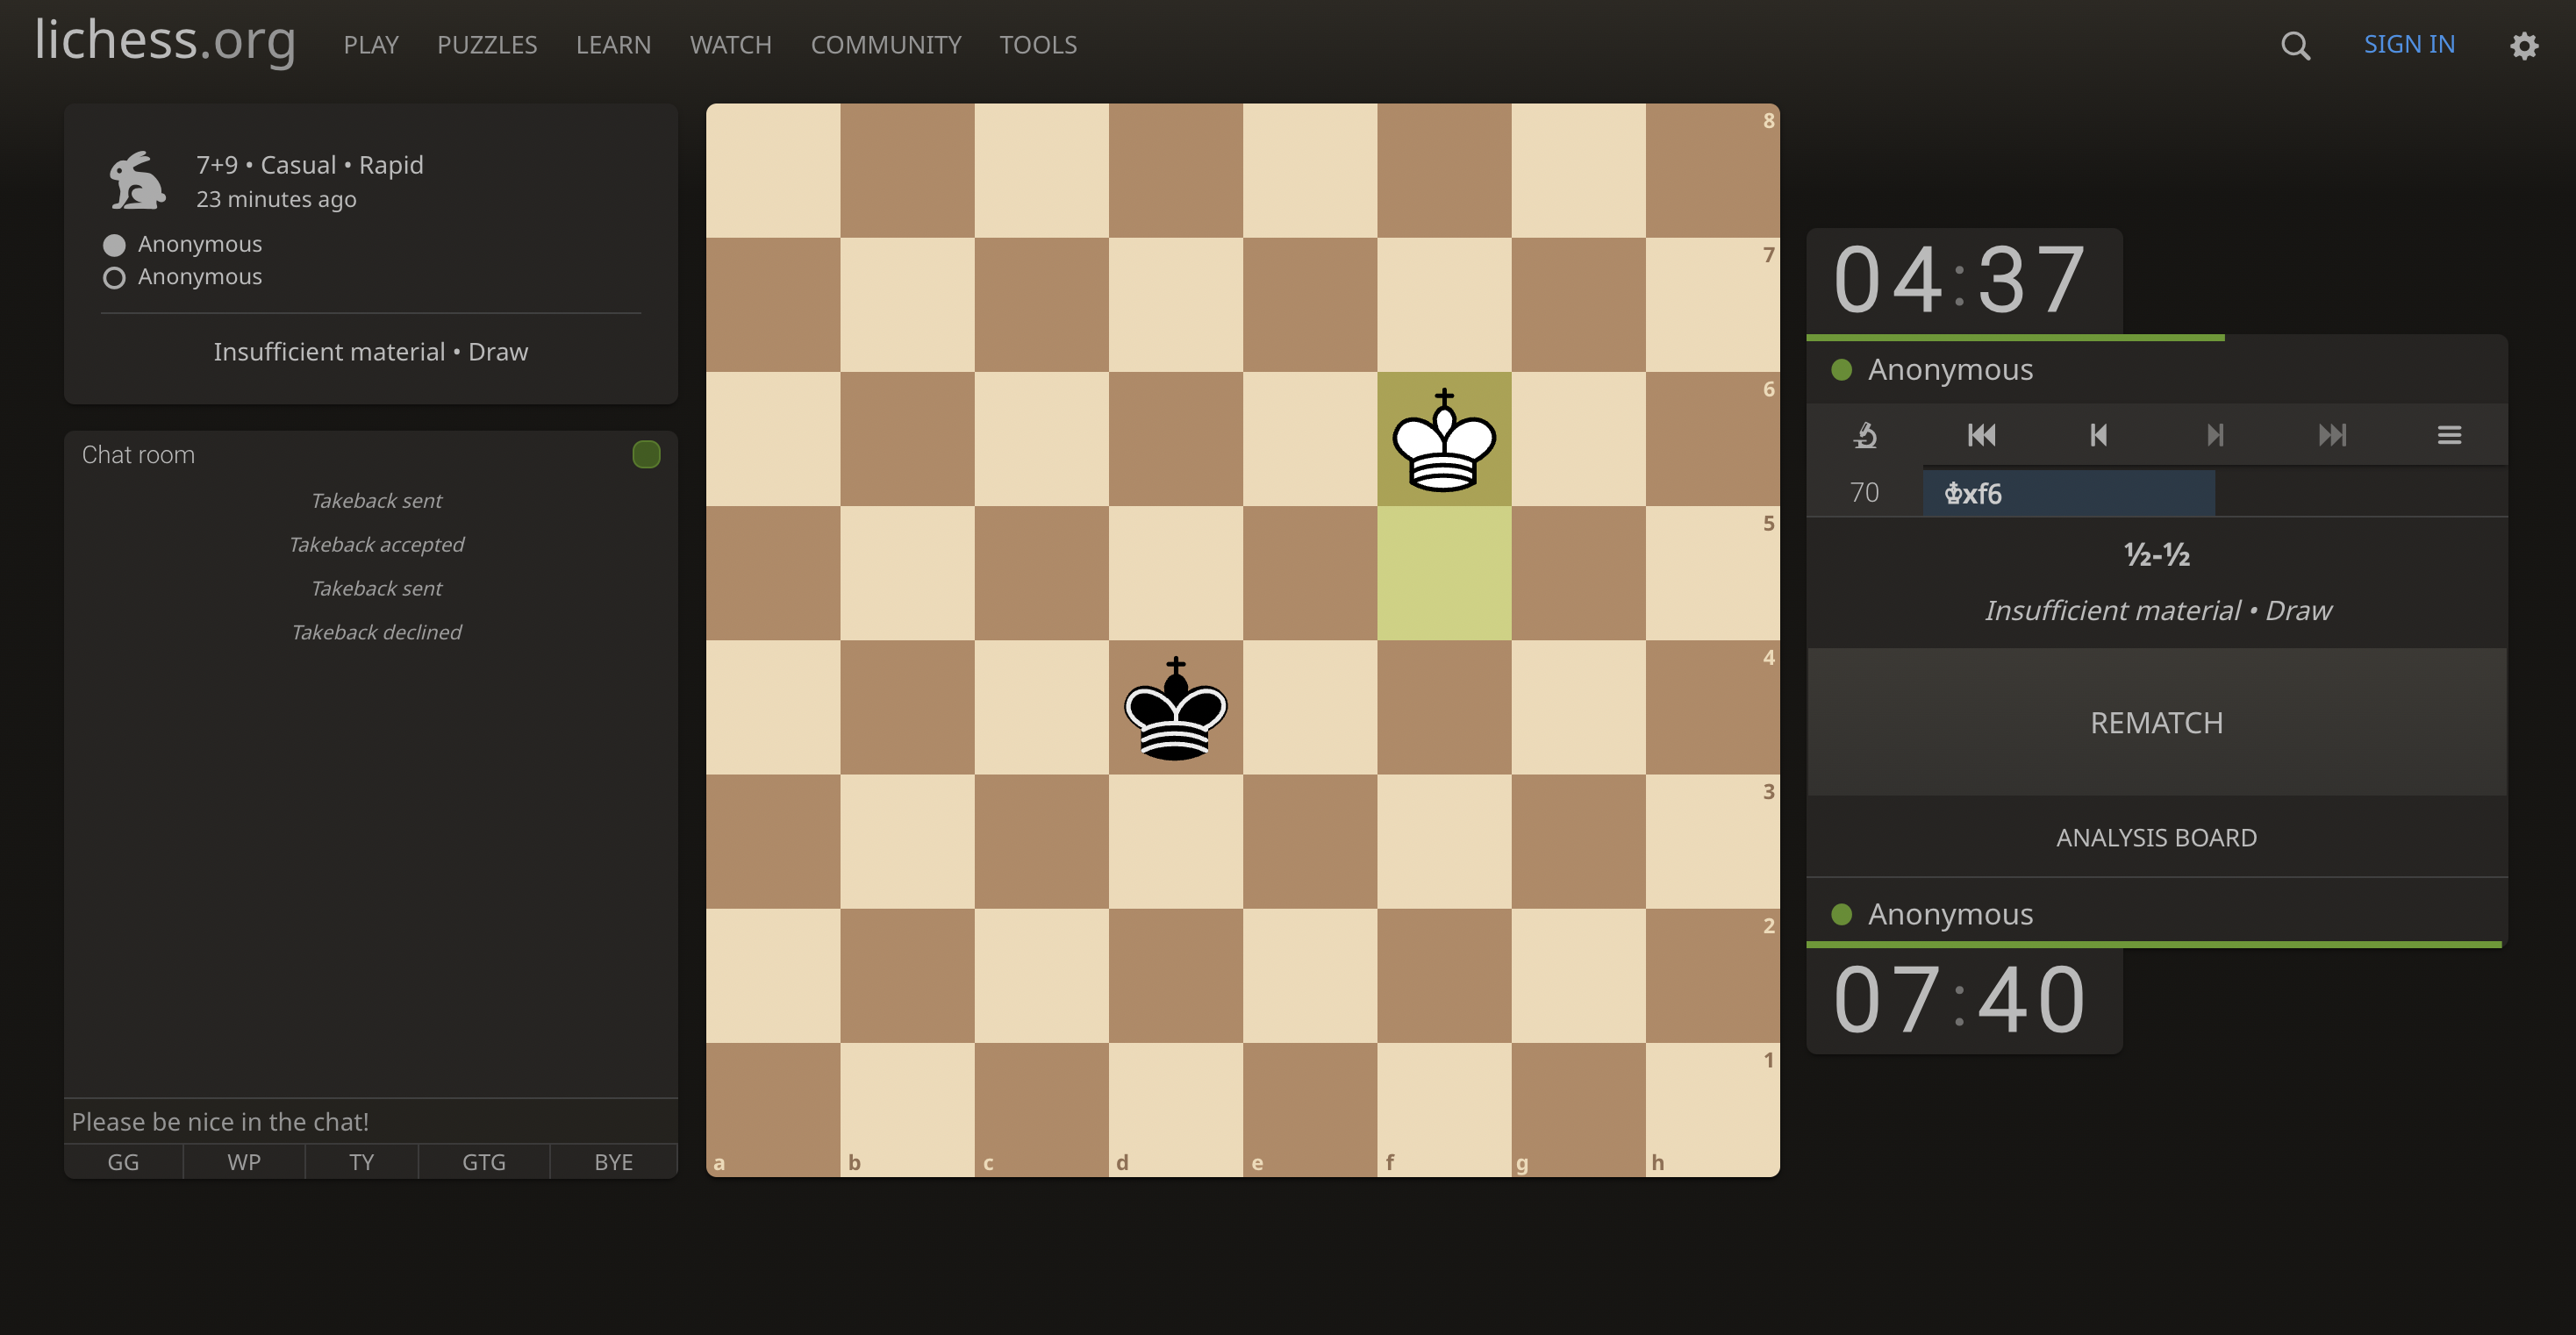 lichess.org PLAY PUZZLES LEARN WATCH COMMUNITY TOOLS SIGN IN
7+9 • Casual • Rapid
23 minutes ago
Anonymous
Anonymous
Insufficient material • Draw
Chat room
Takeback sent
Takeback accepted
Takeback sent
Takeback declined
Please be nice in the chat!
GG WP TY GTG BYE
8
7
6
5
4
3
2
1
a b c d e f g h
04:37
Anonymous
70 ♔xf6
½-½
Insufficient material • Draw
REMATCH
ANALYSIS BOARD
Anonymous
07:40